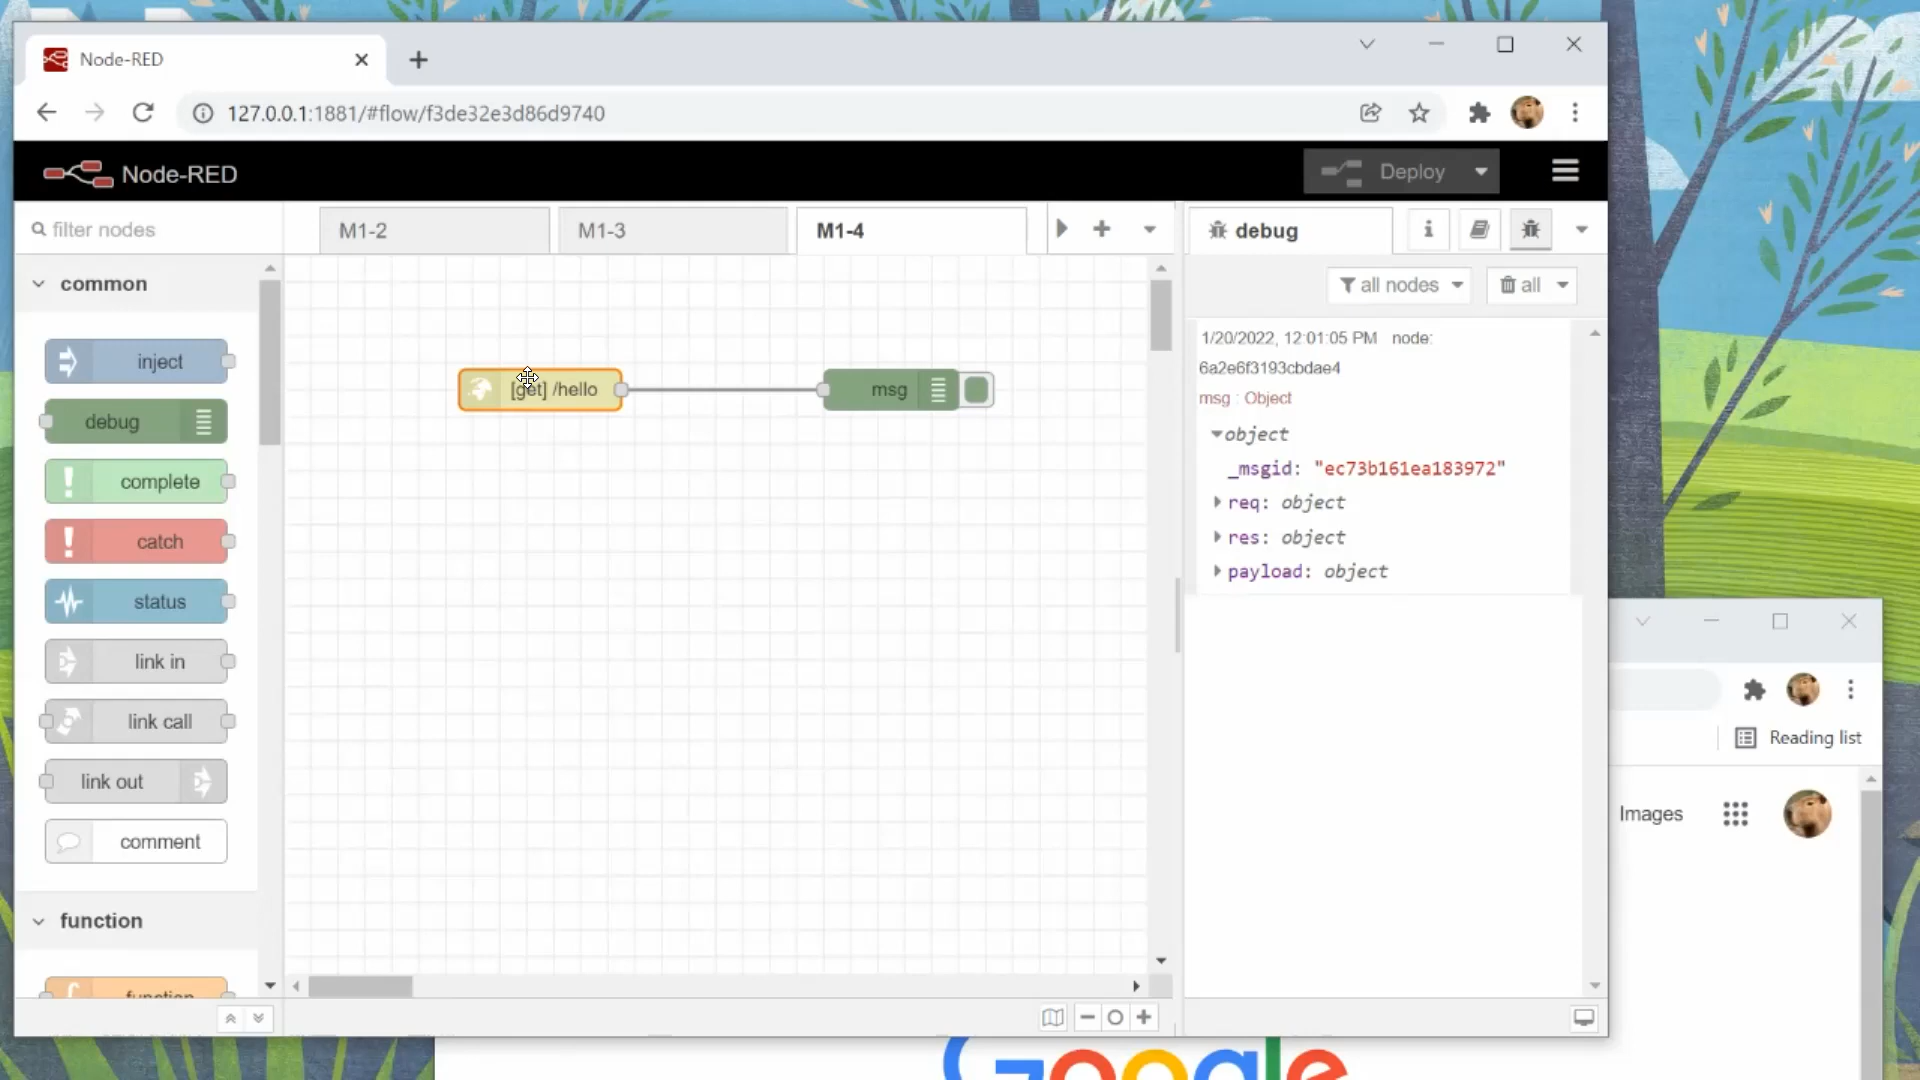 Node-RED
127.0.0.1:1881/#flow/f3de32e3d86d9740
Node-RED
Deploy
filter nodes
M1-2
M1-3
M1-4
debug
i
common
all nodes
all
inject
debug
complete
catch
status
link in
link call
link out
comment
function
function
[get] /hello
msg
1/20/2022, 12:01:05 PM node:
6a2e6f3193cbdae4
msg : Object
object
_msgid: "ec73b161ea183972"
req: object
res: object
payload: object
Reading list
Images
Google